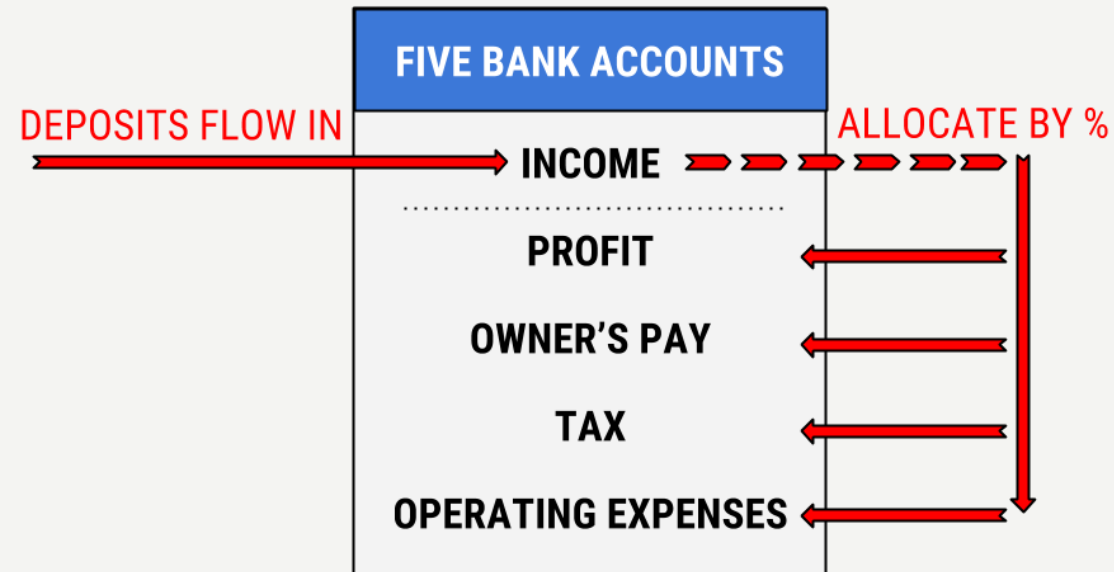 FIVE BANK ACCOUNTS
DEPOSITS FLOW IN
ALLOCATE BY %
INCOME
PROFIT
OWNER’S PAY
TAX
OPERATING EXPENSES